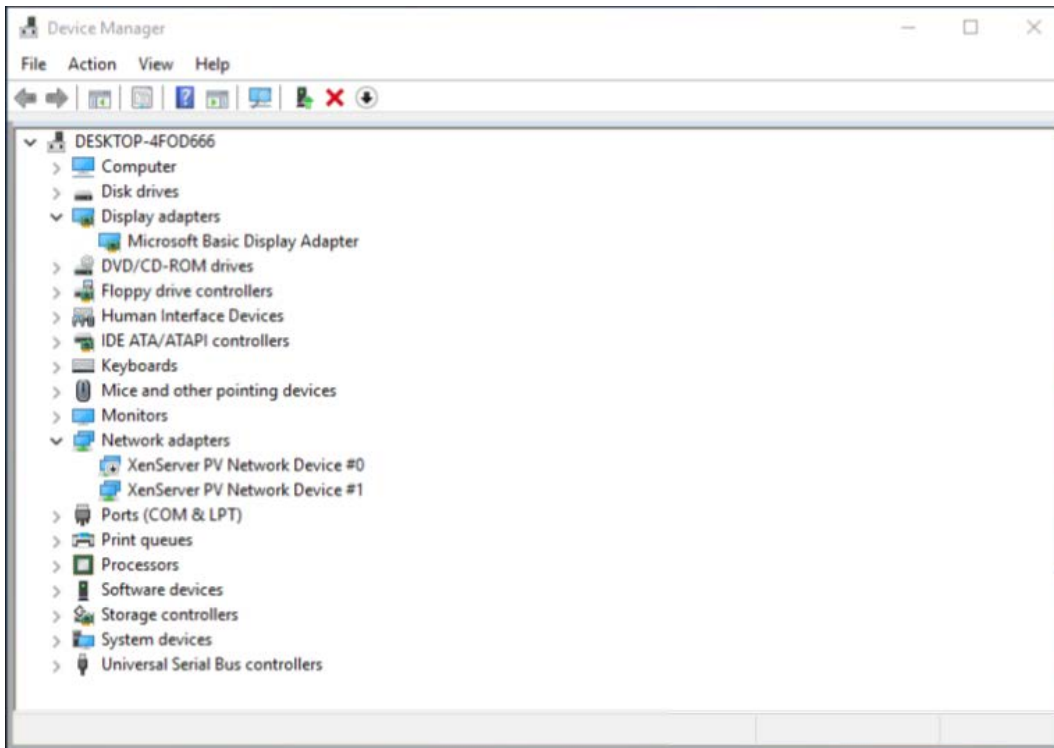 Device Manager
File Action View Help
DESKTOP-4FOD666
Computer
Disk drives
Display adapters
Microsoft Basic Display Adapter
DVD/CD-ROM drives
Floppy drive controllers
Human Interface Devices
IDE ATA/ATAPI controllers
Keyboards
Mice and other pointing devices
Monitors
Network adapters
XenServer PV Network Device #0
XenServer PV Network Device #1
Ports (COM & LPT)
Print queues
Processors
Software devices
Storage controllers
System devices
Universal Serial Bus controllers